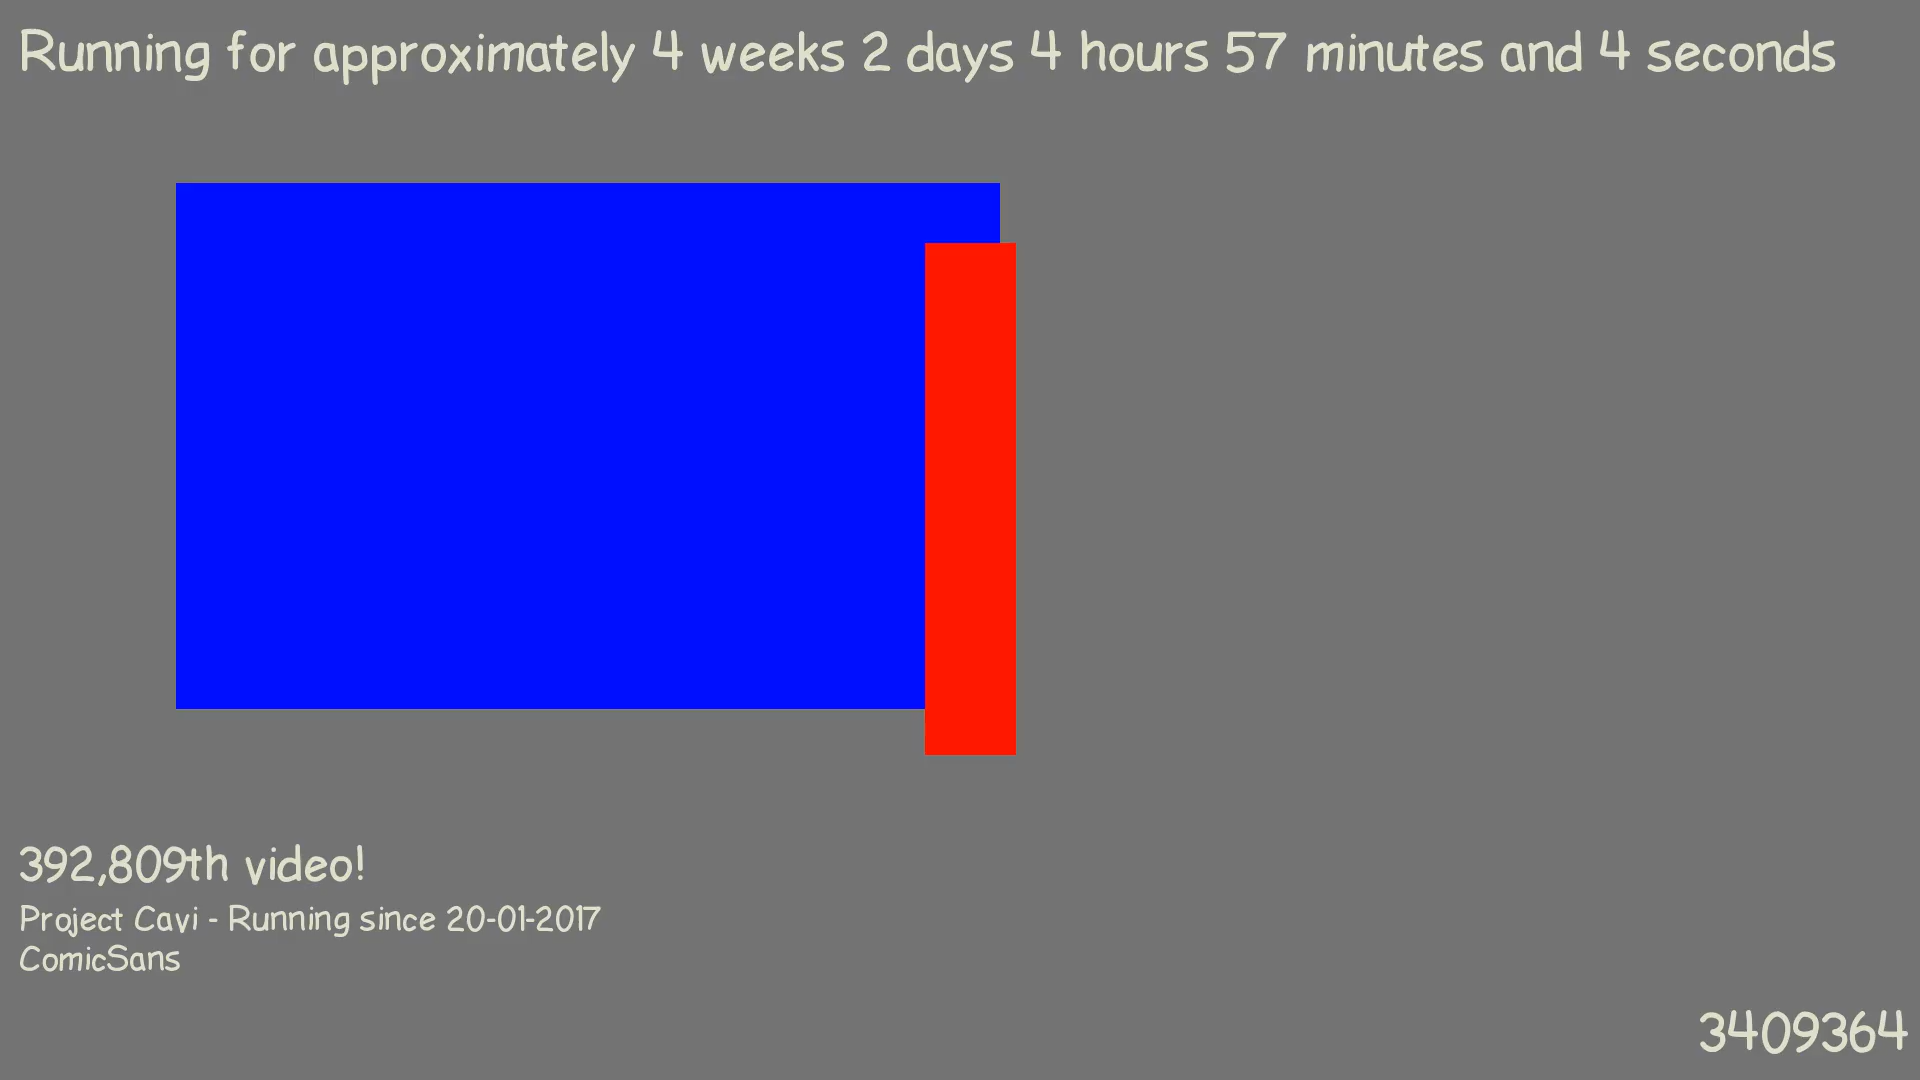 Running for approximately 4 weeks 2 days 4 hours 57 minutes and 4 seconds
392,809th video!
Project Cavi - Running since 20-01-2017
ComicSans
3409364